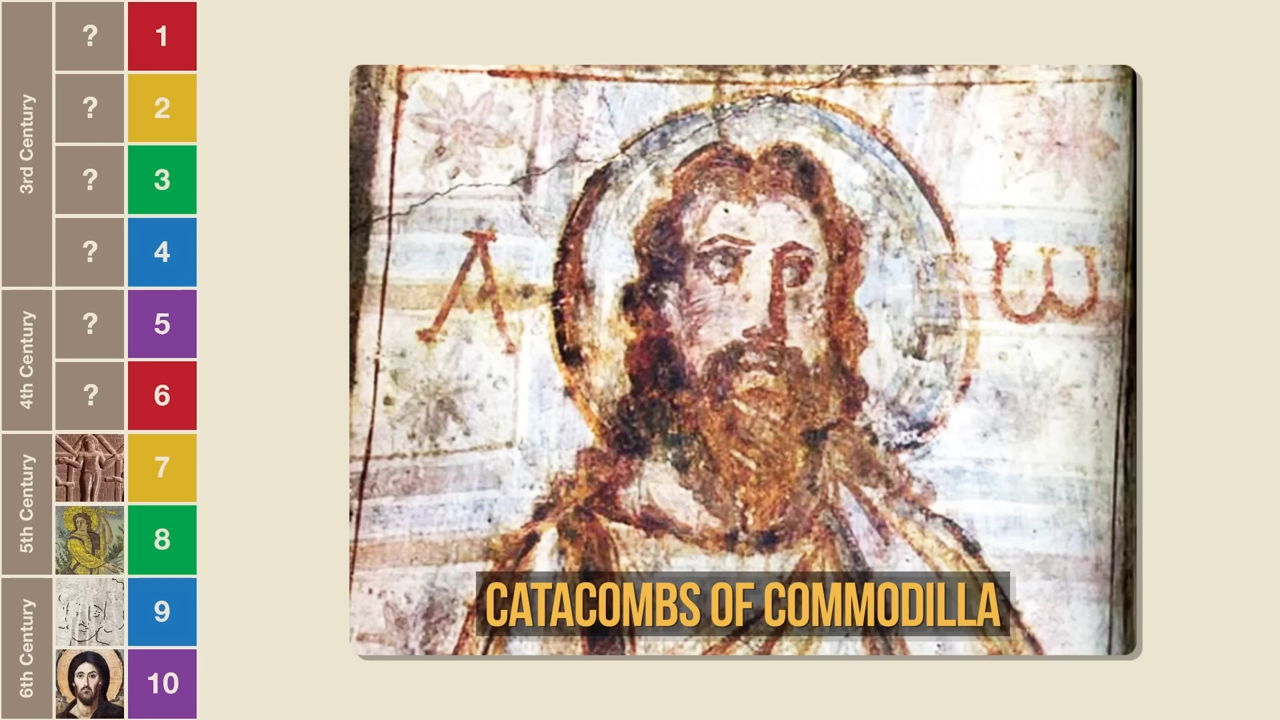 3rd Century
? 1
? 2
? 3
? 4
4th Century
? 5
? 6
5th Century
7
8
6th Century
9
10
Α ω
CATACOMBS OF COMMODILLA